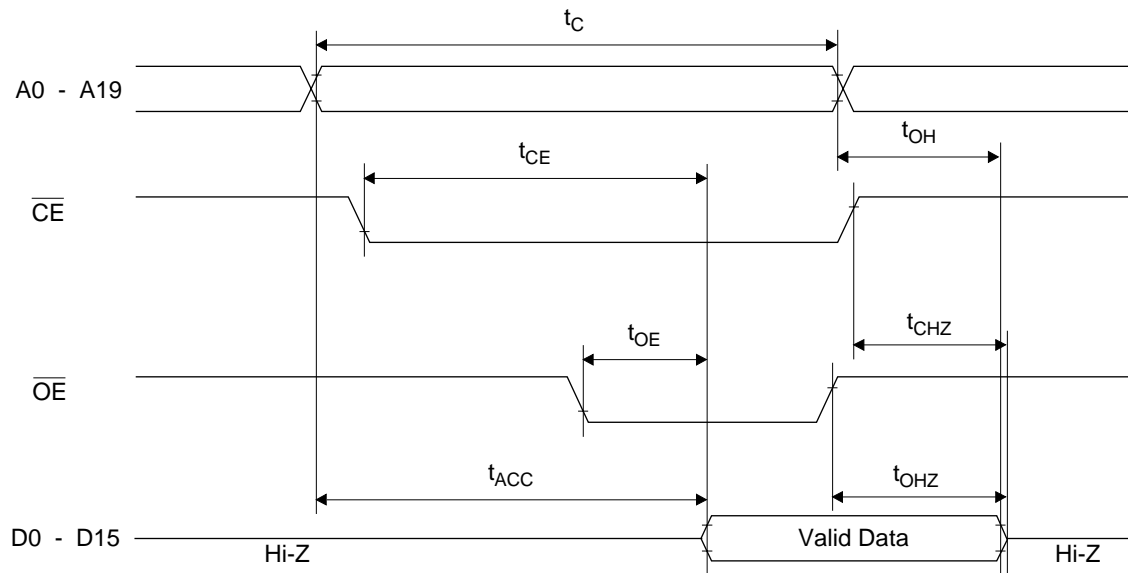 tC
A0 - A19
tOH
tCE
CE
tCHZ
tOE
OE
tACC
tOHZ
D0 - D15
Valid Data
Hi-Z
Hi-Z